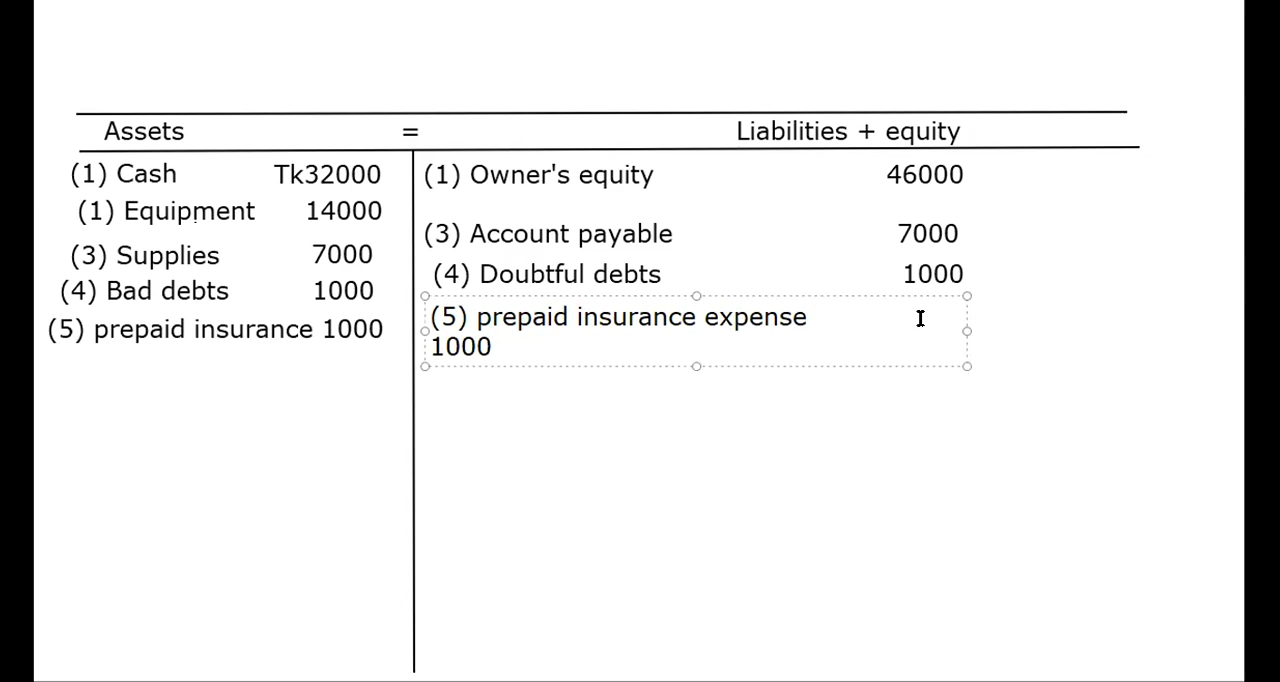 Assets = Liabilities + equity
(1) Cash Tk32000 (1) Owner's equity 46000
(1) Equipment 14000
(3) Account payable 7000
(3) Supplies 7000
(4) Doubtful debts 1000
(4) Bad debts 1000
(5) prepaid insurance expense
(5) prepaid insurance 1000
1000